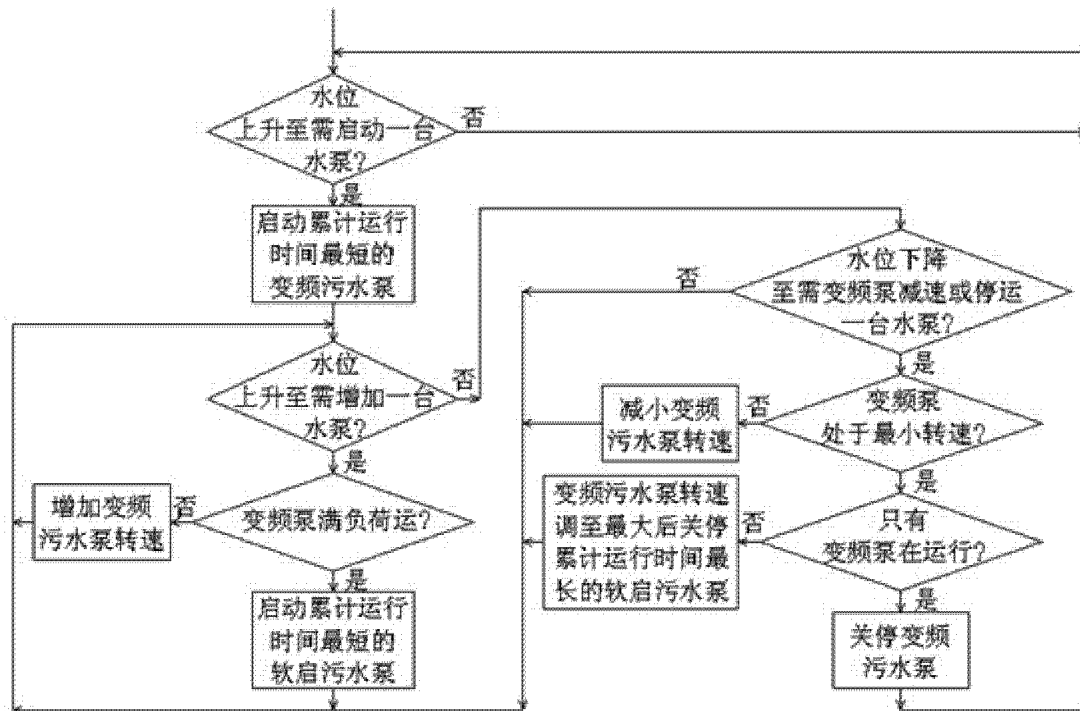 水位
上升至需启动一台
水泵?
否
是
启动累计运行
时间最短的
变频污水泵
水位
上升至需增加一台
水泵?
否
是
变频泵满负荷运?
否
增加变频
污水泵转速
是
启动累计运行
时间最短的
软启污水泵
水位下降
至需变频泵减速或停运
一台水泵?
否
是
变频泵
处于最小转速?
否
减小变频
污水泵转速
是
只有
变频泵在运行?
否
变频污水泵转速
调至最大后关停
累计运行时间最
长的软启污水泵
是
关停变频
污水泵